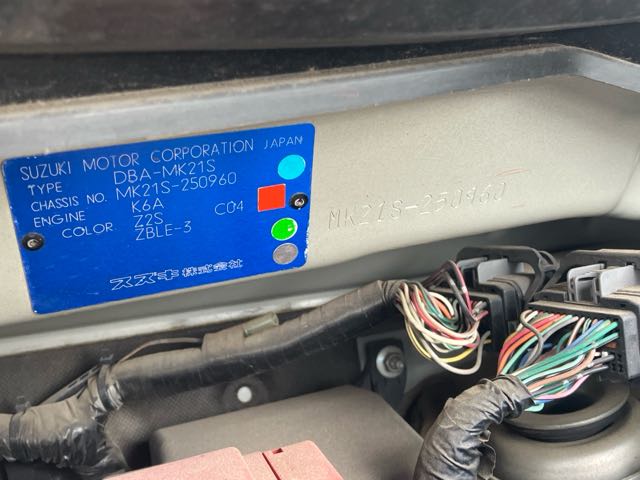 SUZUKI MOTOR CORPORATION JAPAN
TYPE DBA-MK21S
CHASSIS NO. MK21S-250960
ENGINE K6A C04
COLOR Z2S
ZBLE-3
スズキ株式会社
MK21S-250960